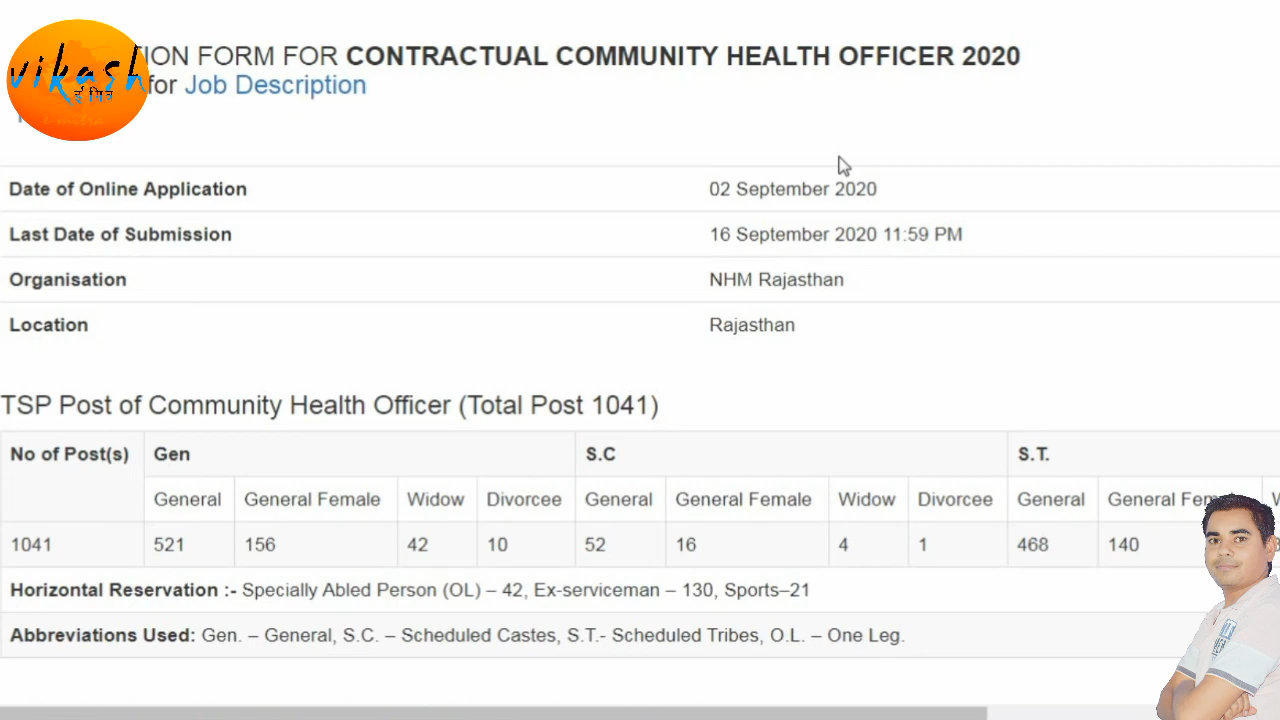 vikash
ई मित्र
e-mitra
ION FORM FOR CONTRACTUAL COMMUNITY HEALTH OFFICER 2020
for Job Description
Date of Online Application 02 September 2020
Last Date of Submission 16 September 2020 11:59 PM
Organisation NHM Rajasthan
Location Rajasthan
TSP Post of Community Health Officer (Total Post 1041)
No of Post(s) Gen S.C S.T.
General General Female Widow Divorcee General General Female Widow Divorcee General General
1041 521 156 42 10 52 16 4 1 468 140
Horizontal Reservation :- Specially Abled Person (OL) – 42, Ex-serviceman – 130, Sports–21
Abbreviations Used: Gen. – General, S.C. – Scheduled Castes, S.T.- Scheduled Tribes, O.L. – One Leg.